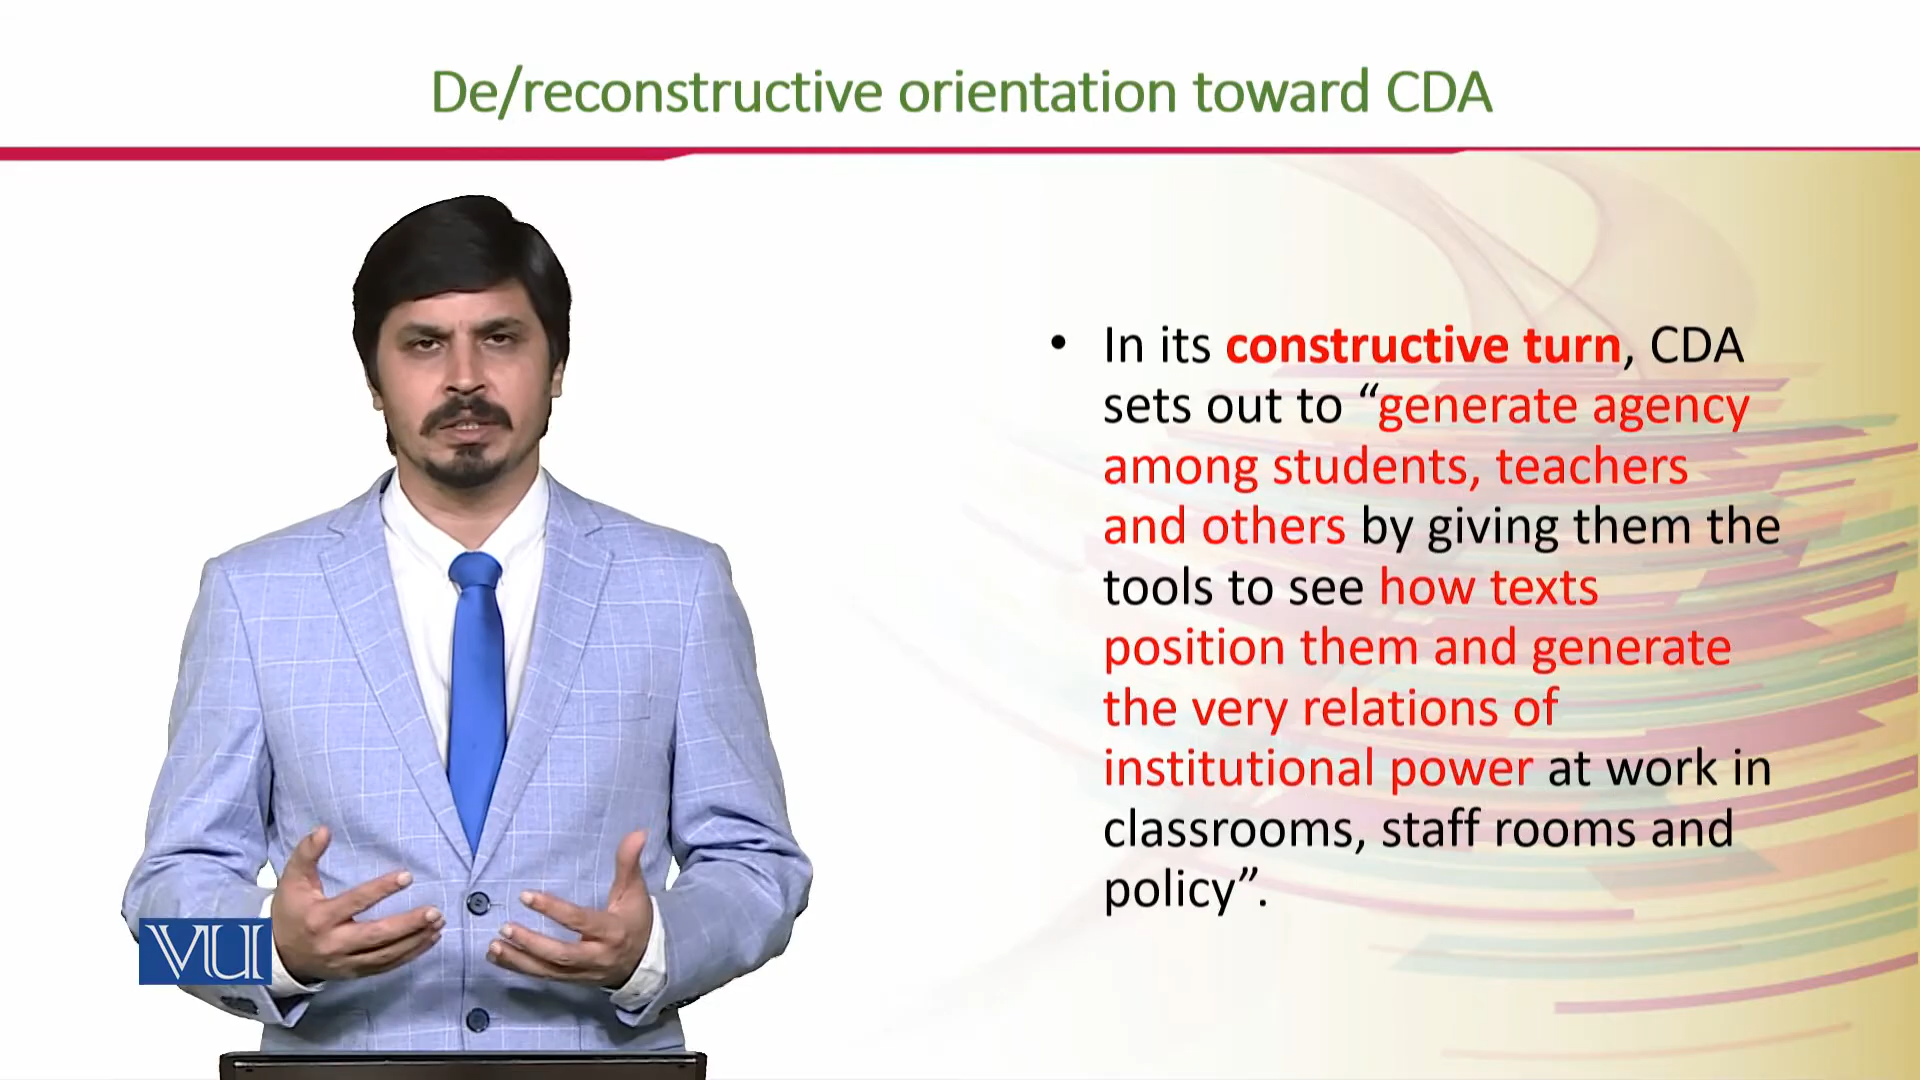 De/reconstructive orientation toward CDA
• In its constructive turn, CDA
sets out to “generate agency
among students, teachers
and others by giving them the
tools to see how texts
position them and generate
the very relations of
institutional power at work in
classrooms, staff rooms and
policy”.
VU